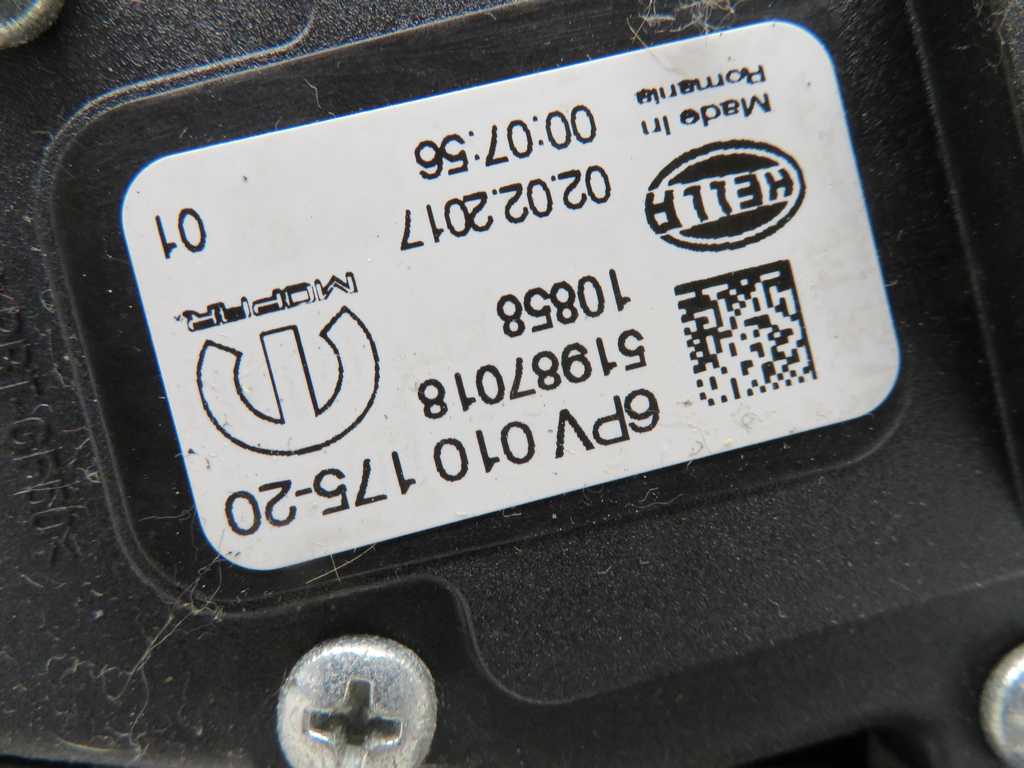 6PV 010 175-20
51987018
10858
MOPAR
HELLA
02.02.2017
01
00:07:56
Made In
Romania